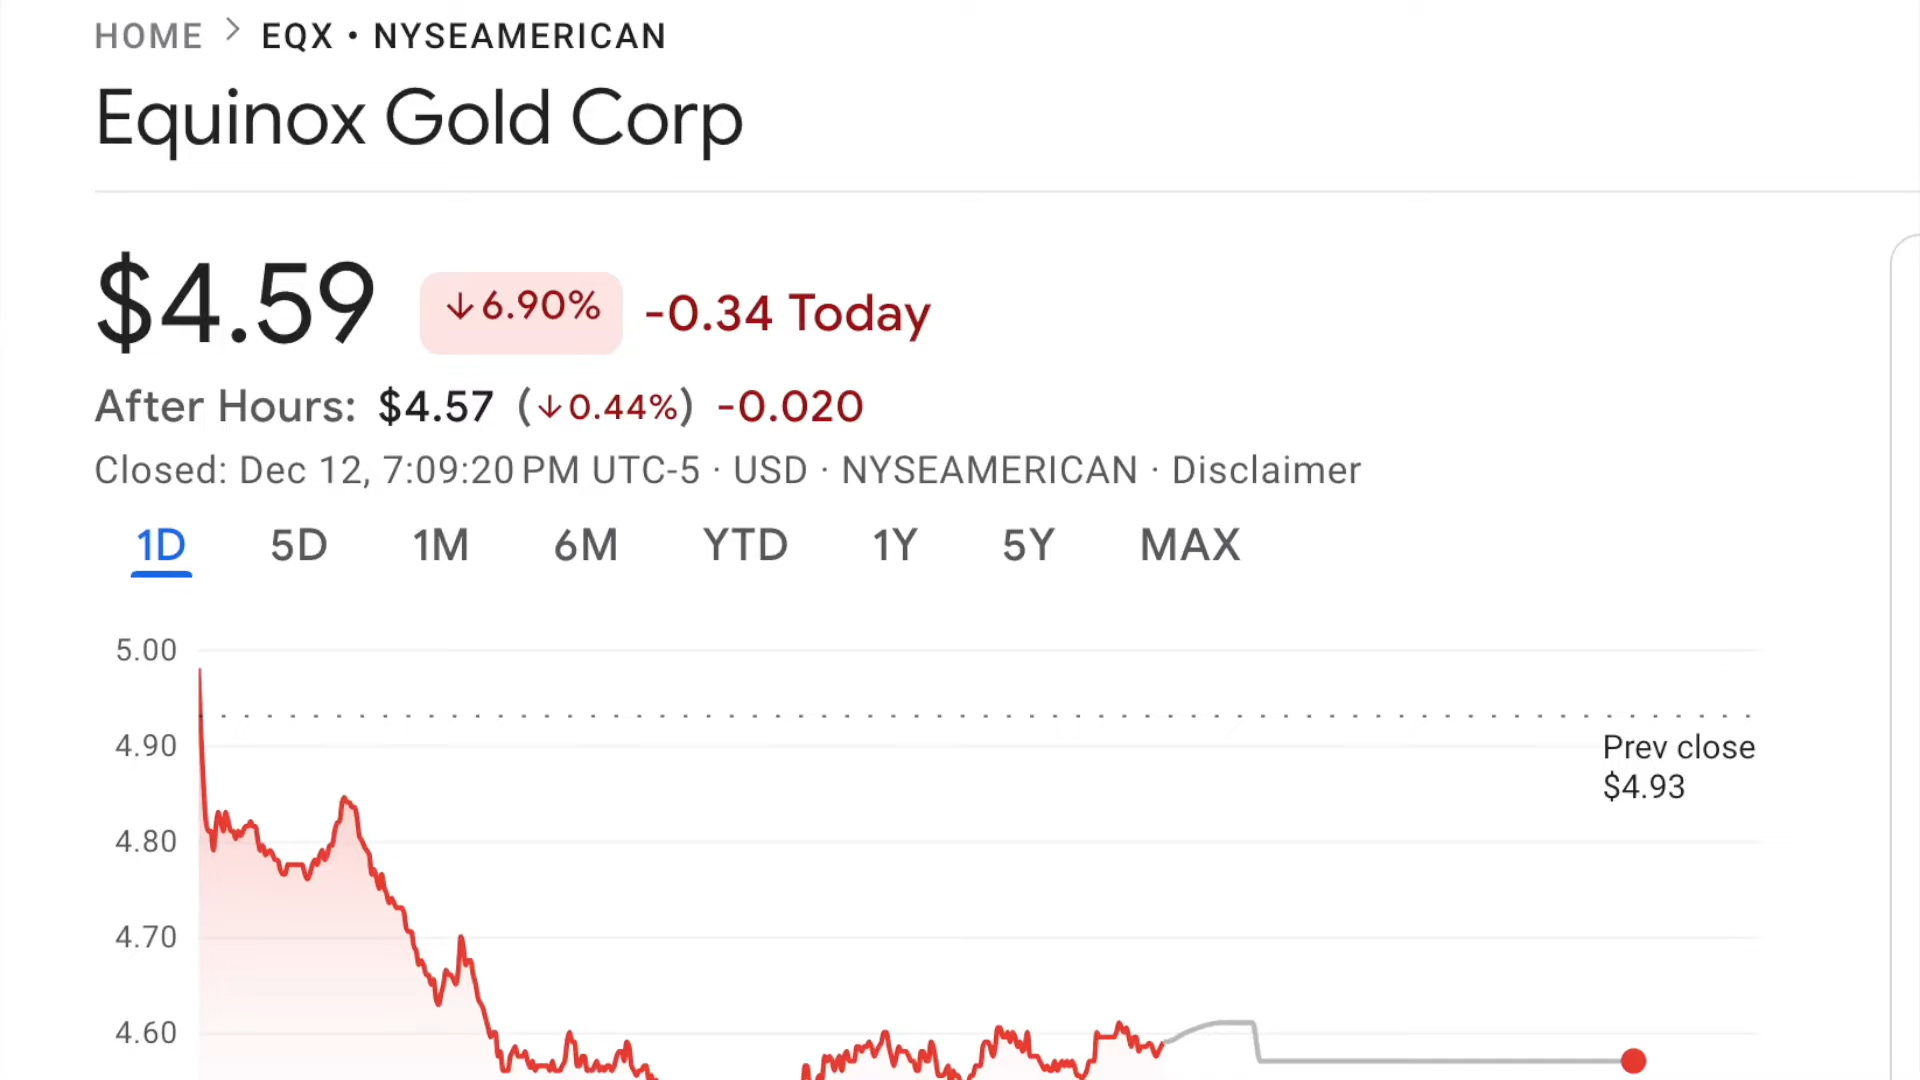 HOME > EQX • NYSEAMERICAN
Equinox Gold Corp
$4.59 ↓6.90% -0.34 Today
After Hours: $4.57 (↓0.44%) -0.020
Closed: Dec 12, 7:09:20 PM UTC-5 · USD · NYSEAMERICAN · Disclaimer
1D 5D 1M 6M YTD 1Y 5Y MAX
5.00
4.90
Prev close
$4.93
4.80
4.70
4.60